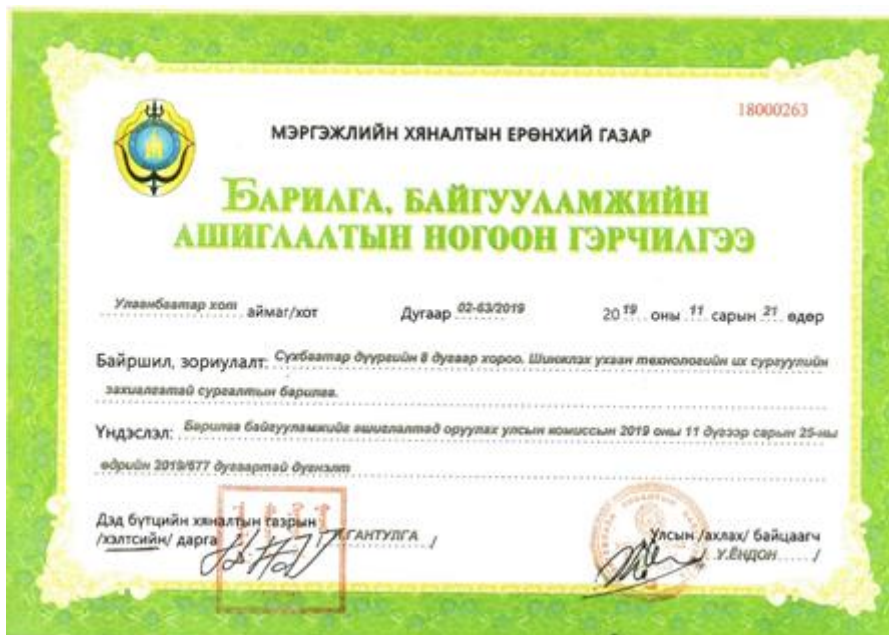 18000263
МЭРГЭЖЛИЙН ХЯНАЛТЫН ЕРӨНХИЙ ГАЗАР
БАРИЛГА, БАЙГУУЛАМЖИЙН
АШИГЛАЛТЫН НОГООН ГЭРЧИЛГЭЭ
Улаанбаатар хот аймаг/хот Дугаар 02-63/2019 2019 оны 11 сарын 21 өдөр
Байршил, зориулалт: Сүхбаатар дүүргийн 8 дугаар хороо, Шинжлэх ухаан технологийн их сургуулийн
захиалгатай сургалтын барилга.
Үндэслэл: Барилга байгууламжийг ашиглалтад оруулах улсын комиссын 2019 оны 11 дүгээр сарын 25-ны
өдрийн 2019/677 дугаартай дүгнэлт
Дэд бүтцийн хяналтын газрын
/хэлтсийн/ дарга ГАНТУЛГА /
Улсын /ахлах/ байцаагч
/ У.ЁНДОН /